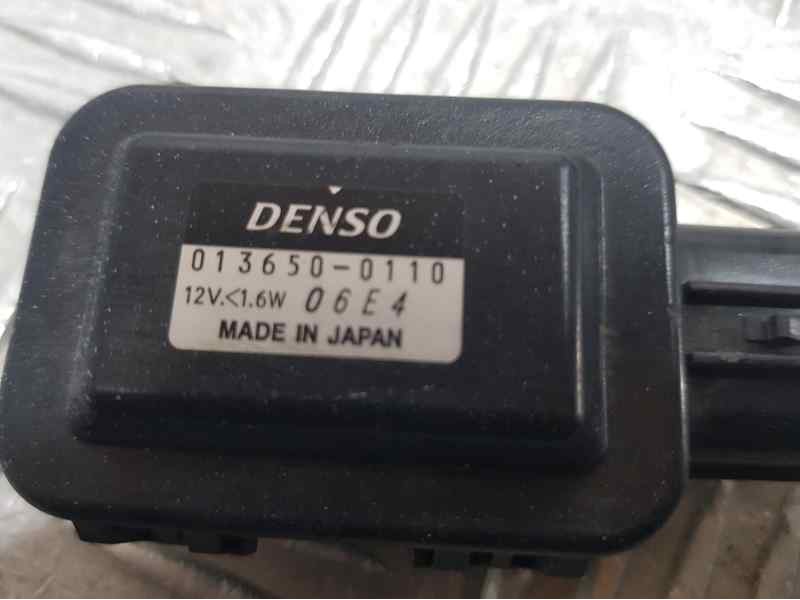 DENSO
013650-0110
12V.<1.6W 06E4
MADE IN JAPAN